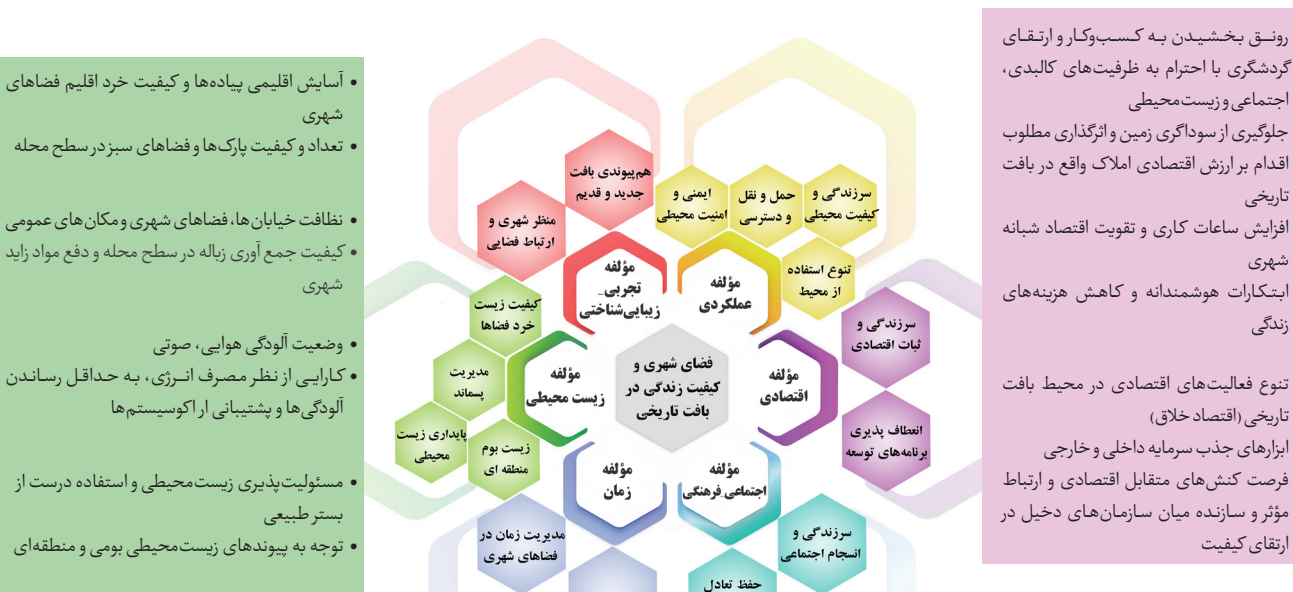 رونق بخشیدن به کسب‌وکار و ارتقای
گردشگری با احترام به ظرفیت‌های کالبدی،
اجتماعی و زیست‌محیطی
جلوگیری از سوداگری زمین و اثرگذاری مطلوب
اقدام بر ارزش اقتصادی املاک واقع در بافت
تاریخی
افزایش ساعات کاری و تقویت اقتصاد شبانه
شهری
ابتکارات هوشمندانه و کاهش هزینه‌های
زندگی
تنوع فعالیت‌های اقتصادی در محیط بافت
تاریخی (اقتصاد خلاق)
ابزارهای جذب سرمایه داخلی و خارجی
فرصت کنش‌های متقابل اقتصادی و ارتباط
مؤثر و سازنده میان سازمان‌های دخیل در
ارتقای کیفیت
سرزندگی و
کیفیت محیطی
حمل و نقل
و دسترسی
ایمنی و
امنیت محیطی
تنوع استفاده
از محیط
هم‌پیوندی بافت
جدید و قدیم
منظر شهری و
ارتباط فضایی
مؤلفه
عملکردی
مؤلفه
تجربی_
زیبایی‌شناختی
سرزندگی و
ثبات اقتصادی
انعطاف پذیری
برنامه‌های توسعه
مؤلفه
اقتصادی
فضای شهری و
کیفیت زندگی در
بافت تاریخی
مؤلفه
زیست محیطی
کیفیت زیست
خرد فضاها
مدیریت
پسماند
پایداری زیست
محیطی
زیست بوم
منطقه ای
مؤلفه
اجتماعی_فرهنگی
مؤلفه
زمان
سرزندگی و
انسجام اجتماعی
حفظ تعادل
مدیریت زمان در
فضاهای شهری
• آسایش اقلیمی پیاده‌ها و کیفیت خرد اقلیم فضاهای
شهری
• تعداد و کیفیت پارک‌ها و فضاهای سبز در سطح محله
• نظافت خیابان‌ها، فضاهای شهری و مکان‌های عمومی
• کیفیت جمع آوری زباله در سطح محله و دفع مواد زاید
شهری
• وضعیت آلودگی هوایی، صوتی
• کارایی از نظر مصرف انرژی، به حداقل رساندن
آلودگی‌ها و پشتیبانی از اکوسیستم‌ها
• مسئولیت‌پذیری زیست‌محیطی و استفاده درست از
بستر طبیعی
• توجه به پیوندهای زیست‌محیطی بومی و منطقه‌ای